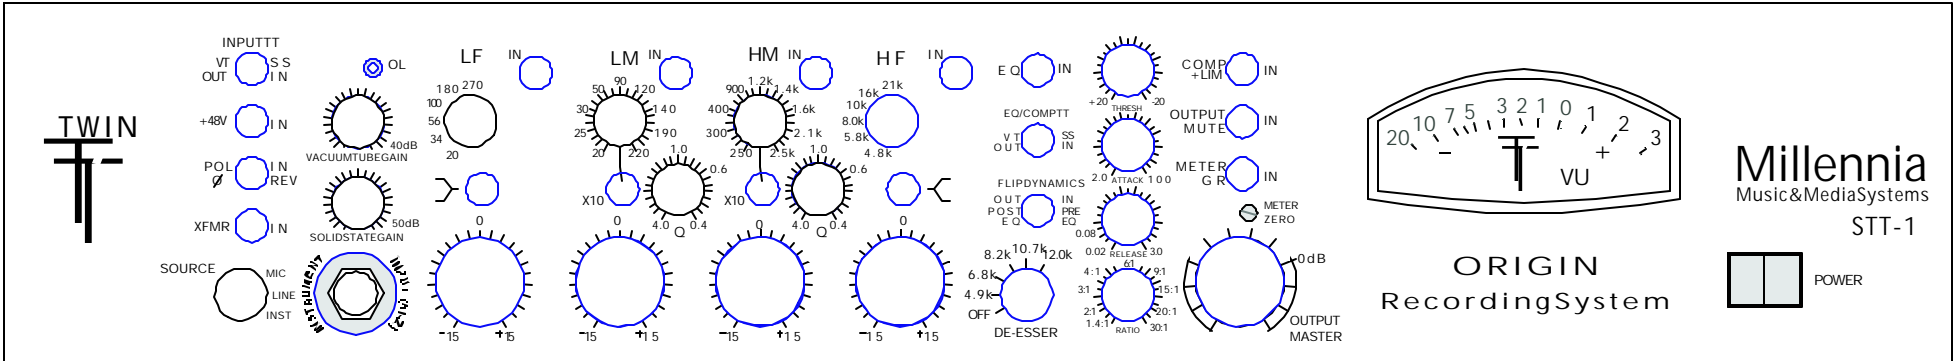 TWIN
INPUTTT
VT SS
OUT IN
+48V IN
POL IN
Ø REV
XFMR IN
SOURCE
MIC
LINE
INST
OL
40dB
VACUUMTUBEGAIN
50dB
SOLIDSTATEGAIN
LF
IN
270
180
100
56
34
20
0
-15 +15
LM
IN
90
50 120
30 140
25 190
20 220
X10
1.0
0.6
4.0 0.4
Q
0
-15 +15
HM
IN
1.2k
900 1.4k
400 1.6k
300 2.1k
250 2.5k
X10
1.0
0.6
4.0 0.4
Q
0
-15 +15
HF
IN
21k
16k
10k
8.0k
5.8k
4.8k
0
-15 +15
EQ IN
EQ/COMPTT
VT SS
OUT IN
FLIPDYNAMICS
OUT IN
POST PRE
EQ EQ
10.7k
8.2k 12.0k
6.8k
4.9k
OFF
DE-ESSER
+20 -20
THRESH
2.0 ATTACK 100
0.08
0.02 RELEASE 3.0
6:1
4:1 9:1
3:1 15:1
2:1 20:1
1.4:1 30:1
RATIO
COMP
+LIM IN
OUTPUT
MUTE IN
METER
GR IN
METER
ZERO
0dB
OUTPUT
MASTER
20 10 7 5 3 2 1 0 1 2 3
- +
VU
ORIGIN
RecordingSystem
Millennia
Music&MediaSystems
STT-1
POWER